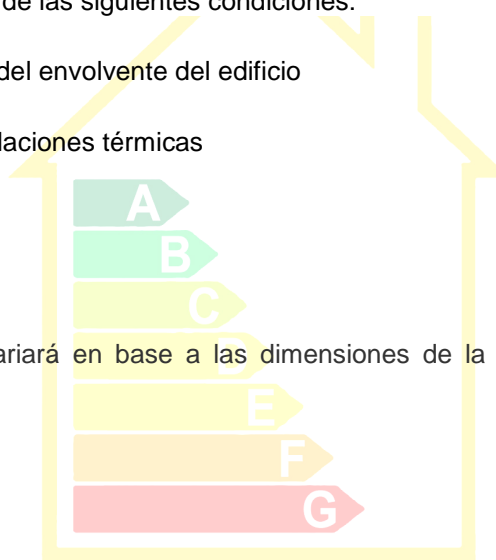 de las siguientes condiciones:
del envolvente del edificio
laciones térmicas
A
B
C
ariará en base a las dimensiones de la
D
E
F
G